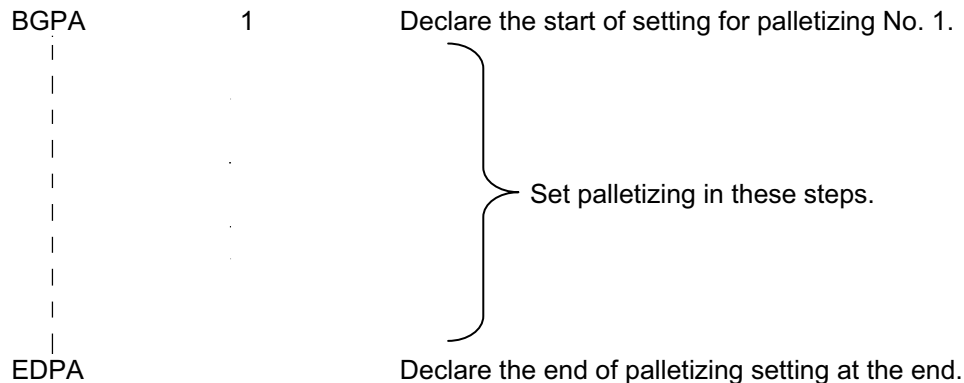 BGPA 1 Declare the start of setting for palletizing No. 1.
Set palletizing in these steps.
EDPA Declare the end of palletizing setting at the end.